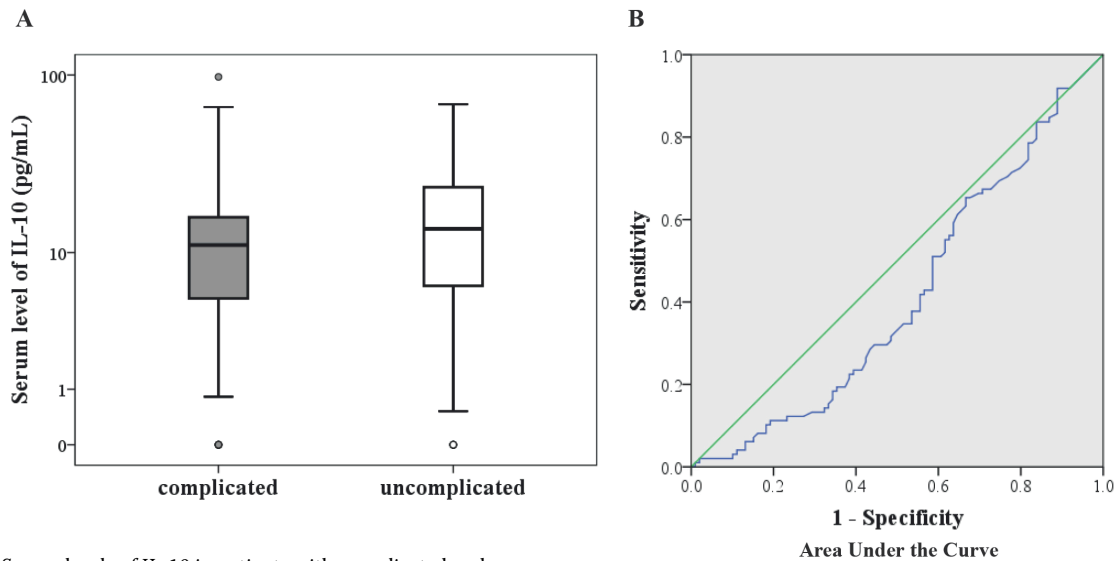 A
B
Serum level of IL-10 (pg/mL)
100
10
1
0
complicated
uncomplicated
Sensitivity
1.0
0.8
0.6
0.4
0.2
0.0
0.0 0.2 0.4 0.6 0.8 1.0
1 - Specificity
Area Under the Curve